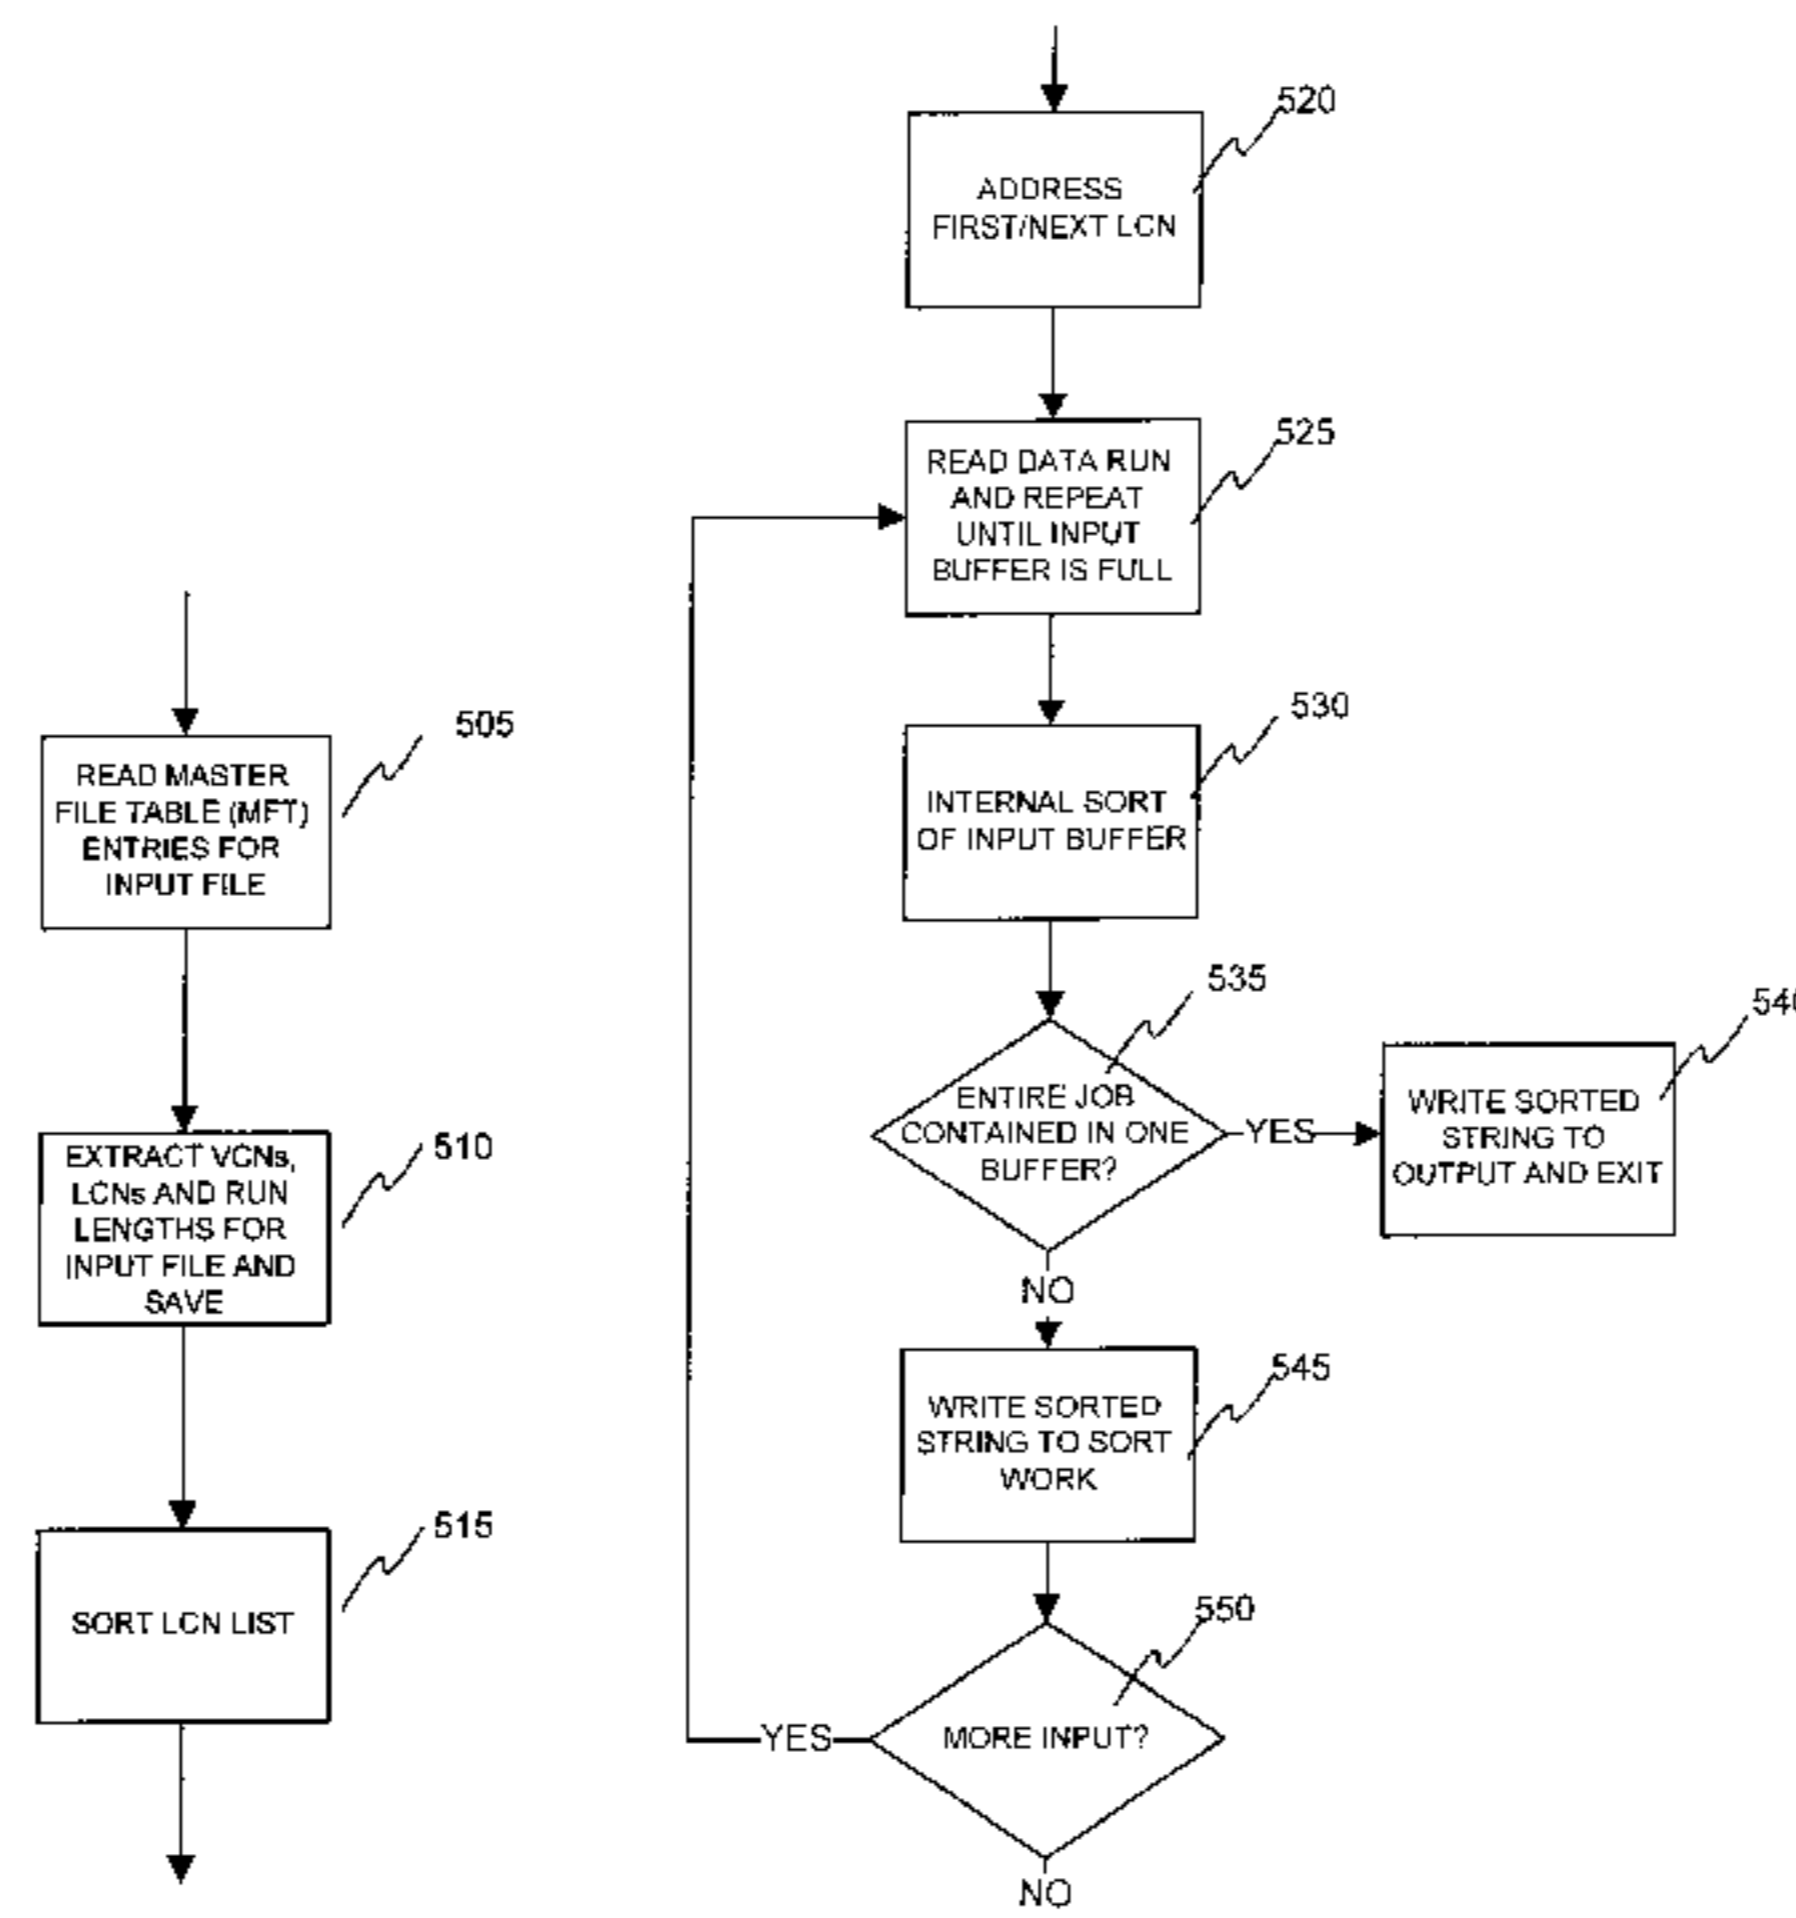 505
READ MASTER
FILE TABLE (MFT)
ENTRIES FOR
INPUT FILE
510
EXTRACT VCNs,
LCNs AND RUN
LENGTHS FOR
INPUT FILE AND
SAVE
515
SORT LCN LIST
520
ADDRESS
FIRST/NEXT LCN
525
READ DATA RUN
AND REPEAT
UNTIL INPUT
BUFFER IS FULL
530
INTERNAL SORT
OF INPUT BUFFER
535
ENTIRE JOB
CONTAINED IN ONE
BUFFER?
YES
540
WRITE SORTED
STRING TO
OUTPUT AND EXIT
NO
545
WRITE SORTED
STRING TO SORT
WORK
550
MORE INPUT?
YES
NO